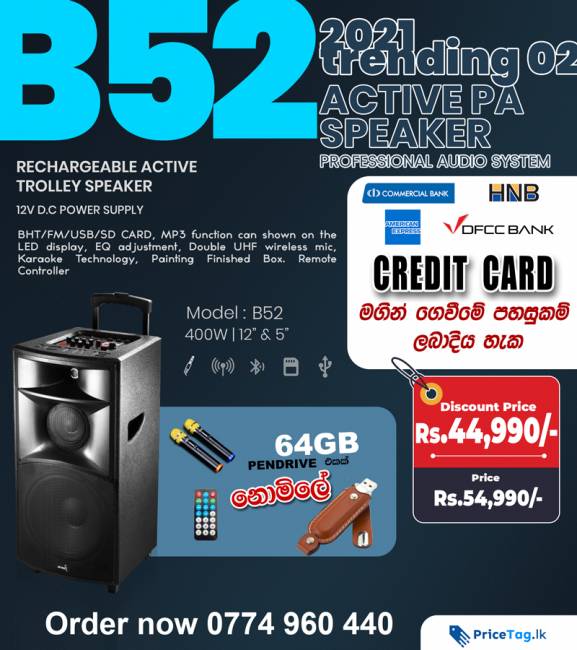 B52
2021
trending 02
ACTIVE PA
SPEAKER
PROFESSIONAL AUDIO SYSTEM
RECHARGEABLE ACTIVE
TROLLEY SPEAKER
12V D.C POWER SUPPLY
BHT/FM/USB/SD CARD, MP3 function can shown on the
LED display, EQ adjustment, Double UHF wireless mic,
Karaoke Technology, Painting Finished Box. Remote
Controller
COMMERCIAL BANK
HNB
AMERICAN
EXPRESS
DFCC BANK
CREDIT CARD
මගින් ගෙවීමේ පහසුකම්
ලබාදිය හැක
Model : B52
400W | 12” & 5”
Discount Price
Rs.44,990/-
Price
Rs.54,990/-
64GB
PENDRIVE එකක්
නොමිලේ
Order now 0774 960 440
PriceTag.lk